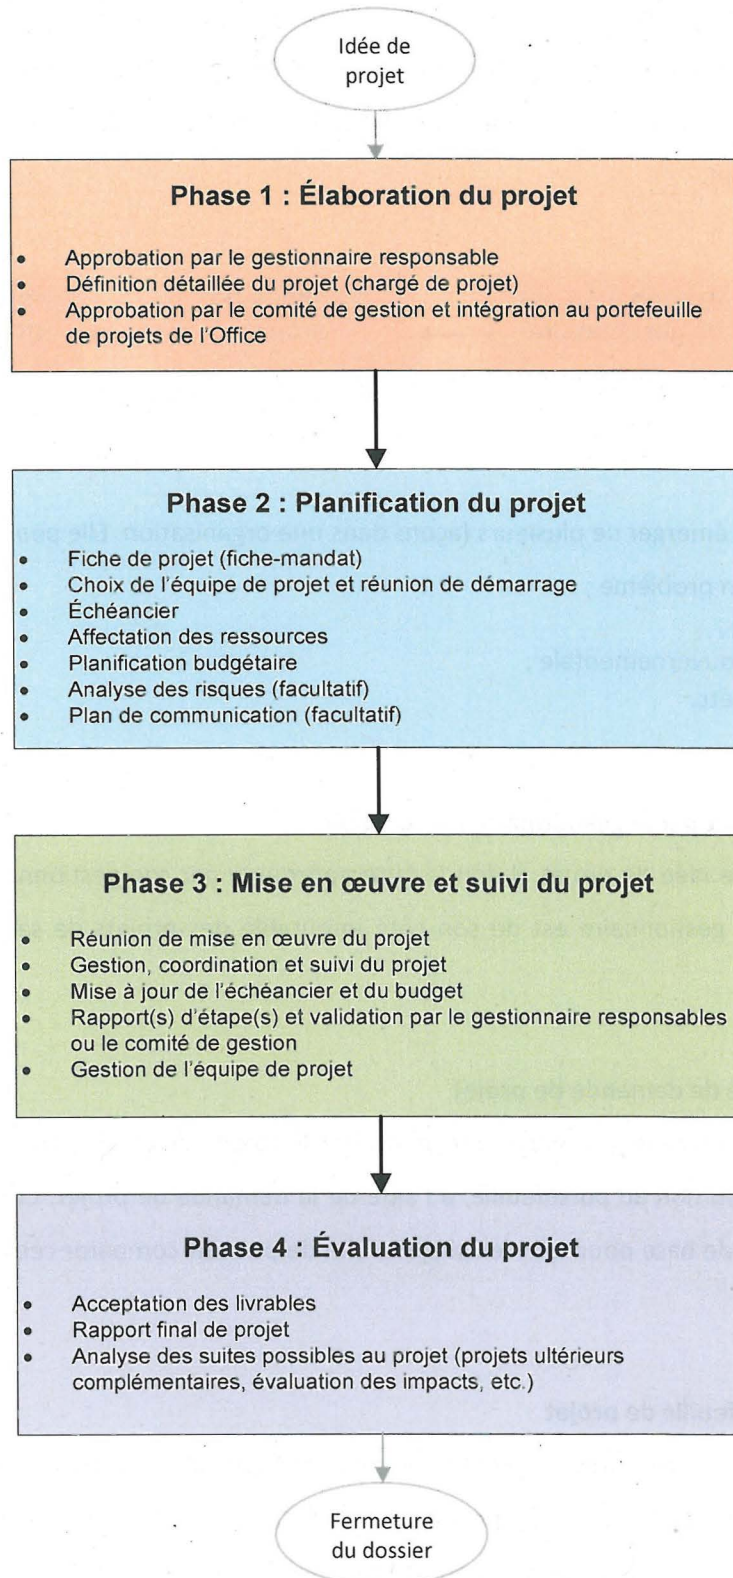 Idée de
projet
Phase 1 : Élaboration du projet
• Approbation par le gestionnaire responsable
• Définition détaillée du projet (chargé de projet)
• Approbation par le comité de gestion et intégration au portefeuille
de projets de l'Office
Phase 2 : Planification du projet
• Fiche de projet (fiche-mandat)
• Choix de l'équipe de projet et réunion de démarrage
• Échéancier
• Affectation des ressources
• Planification budgétaire
• Analyse des risques (facultatif)
• Plan de communication (facultatif)
Phase 3 : Mise en œuvre et suivi du projet
• Réunion de mise en œuvre du projet
• Gestion, coordination et suivi du projet
• Mise à jour de l'échéancier et du budget
• Rapport(s) d'étape(s) et validation par le gestionnaire responsables
ou le comité de gestion
• Gestion de l'équipe de projet
Phase 4 : Évaluation du projet
• Acceptation des livrables
• Rapport final de projet
• Analyse des suites possibles au projet (projets ultérieurs
complémentaires, évaluation des impacts, etc.)
Fermeture
du dossier